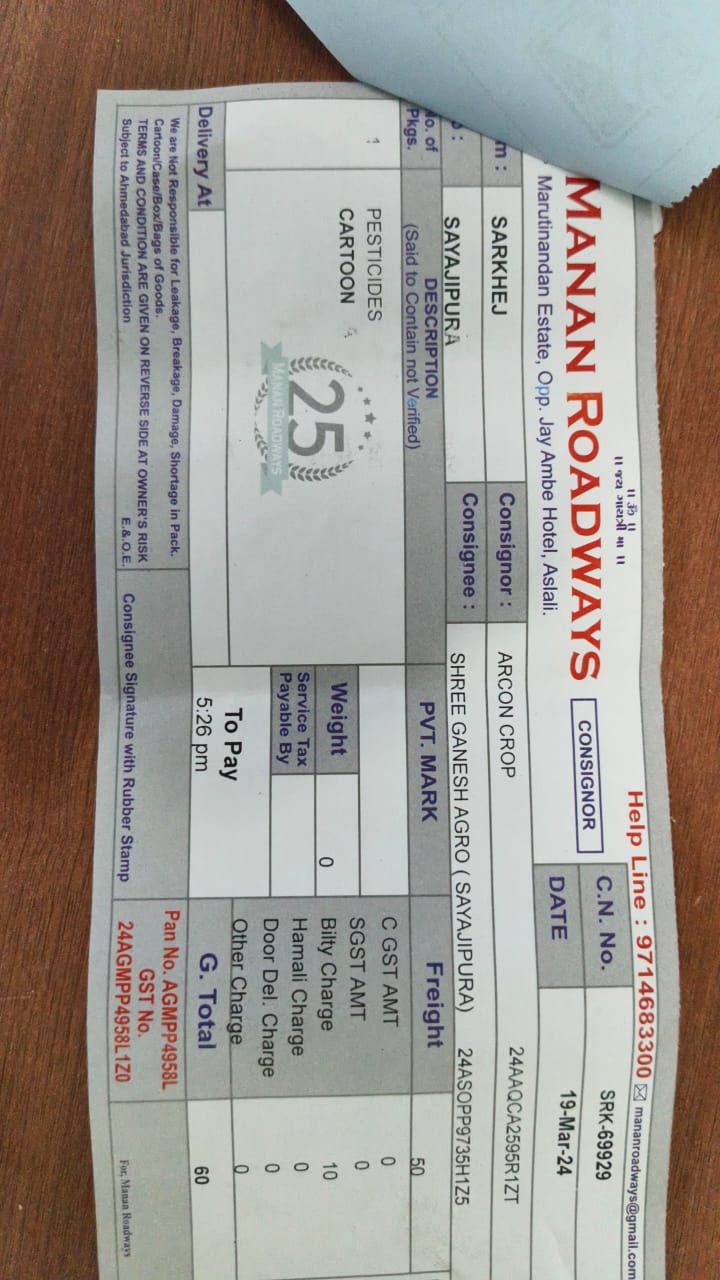 || ॐ ||
|| जय गायत्री मा ||
Help Line : 9714683300 mananroadways@gmail.com
MANAN ROADWAYS
CONSIGNOR
C.N. No. SRK-69929
Marutinandan Estate, Opp. Jay Ambe Hotel, Aslali.
DATE 19-Mar-24
m : SARKHEJ Consignor : ARCON CROP 24AAQCA2595R1ZT
: SAYAJIPURA Consignee : SHREE GANESH AGRO ( SAYAJIPURA) 24ASOPP9735H1Z5
No. of Pkgs.
DESCRIPTION
(Said to Contain not Verified)
PVT. MARK
Freight 50
1 PESTICIDES
CARTOON
25
MANAN ROADWAYS
C GST AMT 0
SGST AMT 0
Weight 0
Bilty Charge 10
Service Tax
Payable By
Hamali Charge 0
Door Del. Charge 0
To Pay
Other Charge 0
Delivery At
5:26 pm
G. Total 60
We are Not Responsible for Leakage, Breakage, Damage, Shortage in Pack.
Cartoon/Case/Box/Bags of Goods.
TERMS AND CONDITION ARE GIVEN ON REVERSE SIDE AT OWNER'S RISK
Subject to Ahmedabad Jurisdiction E.& O.E.
Consignee Signature with Rubber Stamp
Pan No. AGMPP4958L
GST No.
24AGMPP4958L1Z0
For, Manan Roadways